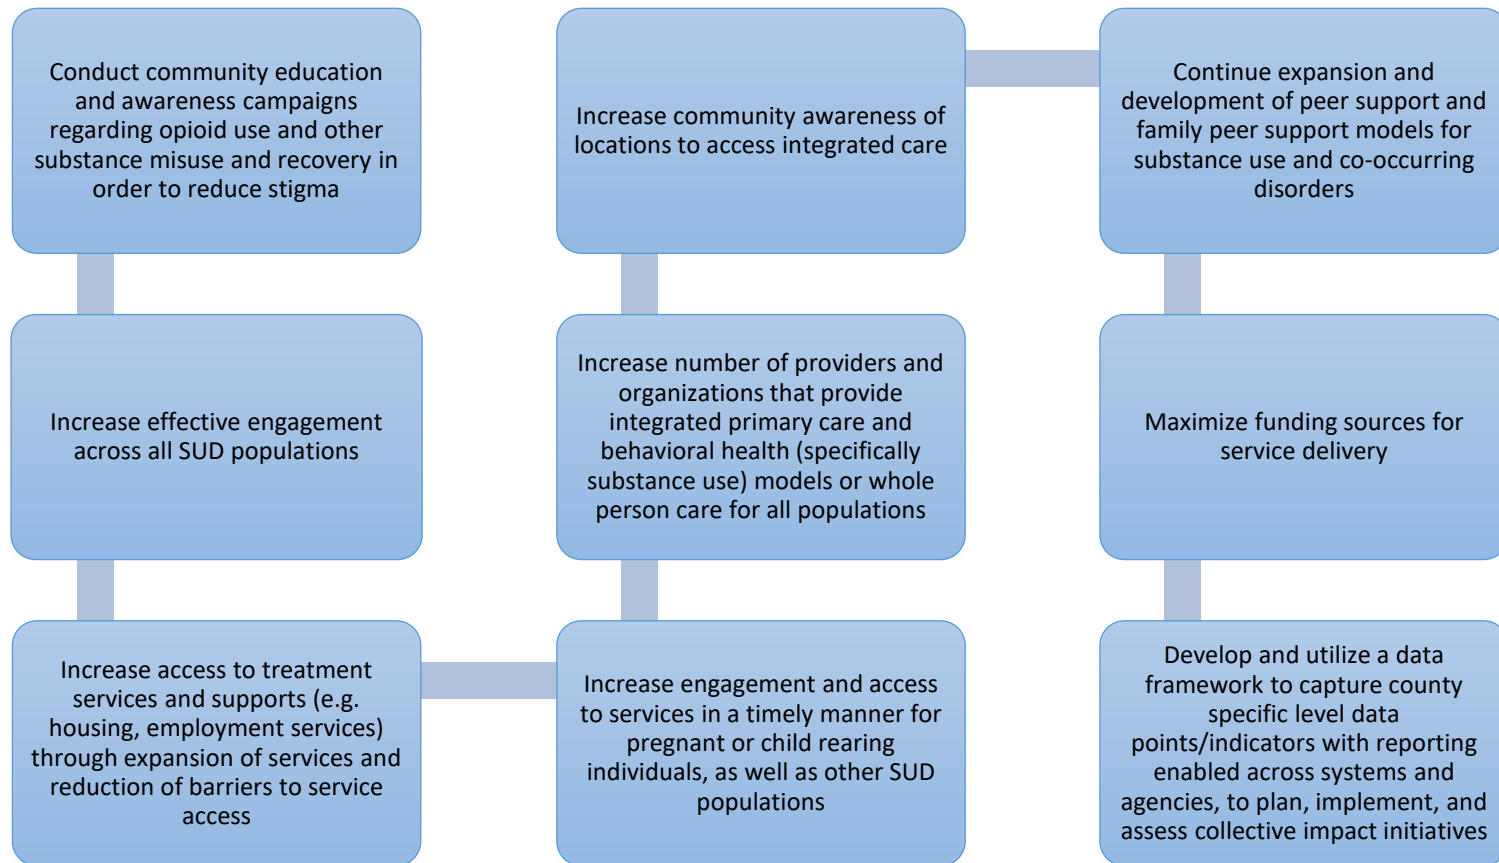 Conduct community education
and awareness campaigns
regarding opioid use and other
substance misuse and recovery in
order to reduce stigma
Increase effective engagement
across all SUD populations
Increase access to treatment
services and supports (e.g.
housing, employment services)
through expansion of services and
reduction of barriers to service
access
Increase engagement and access
to services in a timely manner for
pregnant or child rearing
individuals, as well as other SUD
populations
Increase number of providers and
organizations that provide
integrated primary care and
behavioral health (specifically
substance use) models or whole
person care for all populations
Increase community awareness of
locations to access integrated care
Continue expansion and
development of peer support and
family peer support models for
substance use and co-occurring
disorders
Maximize funding sources for
service delivery
Develop and utilize a data
framework to capture county
specific level data
points/indicators with reporting
enabled across systems and
agencies, to plan, implement, and
assess collective impact initiatives